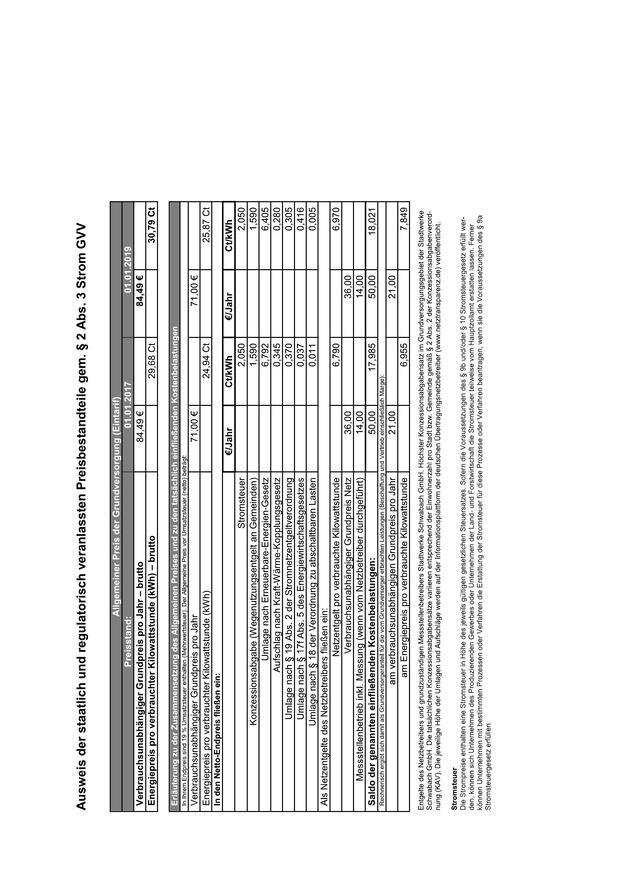 Ausweis der staatlich und regulatorisch veranlassten Preisbestandteile gem. § 2 Abs. 3 Strom GVV
Allgemeiner Preis der Grundversorgung (Eintarif)
Preisstand: 01.01.2017 01.01.2019
Verbrauchsunabhängiger Grundpreis pro Jahr – brutto 84,49 € 84,49 €
Energiepreis pro verbrauchter Kilowattstunde (kWh) – brutto 29,68 Ct 30,79 Ct
Erläuterung zu der Zusammensetzung des Allgemeinen Preises und zu den tatsächlich einfließenden Kostenbelastungen
In Ihrem Endpreis sind 19 % Umsatzsteuer enthalten (Mehrwertsteuer). Der Allgemeine Preis vor Umsatzsteuer (netto) beträgt:
Verbrauchsunabhängiger Grundpreis pro Jahr 71,00 € 71,00 €
Energiepreis pro verbrauchter Kilowattstunde (kWh) 24,94 Ct 25,87 Ct
In den Netto-Endpreis fließen ein:
€/Jahr Ct/kWh €/Jahr Ct/kWh
Stromsteuer 2,050 2,050
Konzessionsabgabe (Wegenutzungsentgelt an Gemeinden) 1,590 1,590
Umlage nach Erneuerbare-Energien-Gesetz 6,792 6,405
Aufschlag nach Kraft-Wärme-Kopplungsgesetz 0,345 0,280
Umlage nach § 19 Abs. 2 der Stromnetzentgeltverordnung 0,370 0,305
Umlage nach § 17f Abs. 5 des Energiewirtschaftsgesetzes 0,037 0,416
Umlage nach § 18 der Verordnung zu abschaltbaren Lasten 0,011 0,005
Als Netzentgelte des Netzbetreibers fließen ein:
Netzentgelt pro verbrauchte Kilowattstunde 6,790 6,970
Verbrauchsunabhängiger Grundpreis Netz 36,00 36,00
Messstellenbetrieb inkl. Messung (wenn vom Netzbetreiber durchgeführt) 14,00 14,00
Saldo der genannten einfließenden Kostenbelastungen: 50,00 17,985 50,00 18,021
Rechnerisch ergibt sich damit als Grundversorgeranteil für die vom Grundversorger erbrachten Leistungen (Beschaffung und Vertrieb einschließlich Marge):
am verbrauchsunabhängigen Grundpreis pro Jahr 21,00 21,00
am Energiepreis pro verbrauchte Kilowattstunde 6,955 7,849
Entgelte des Netzbetreibers und grundzuständigen Messstellenbetreibers Stadtwerke Schwabach GmbH. Höchster Konzessionsabgabensatz im Grundversorgungsgebiet der Stadtwerke
Schwabach GmbH. Die tatsächlichen Konzessionsabgabensätze variieren entsprechend der Einwohnerzahl pro Stadt bzw. Gemeinde gemäß § 2 Abs. 2 der Konzessionsabgabenverord-
nung (KAV). Die jeweilige Höhe der Umlagen und Aufschläge werden auf der Informationsplattform der deutschen Übertragungsnetzbetreiber (www.netztransparenz.de) veröffentlicht.
Stromsteuer
Die Strompreise enthalten eine Stromsteuer in Höhe des jeweils gültigen gesetzlichen Steuersatzes. Sofern die Voraussetzungen des § 9b und/oder § 10 Stromsteuergesetz erfüllt wer-
den, können sich Unternehmen des Produzierenden Gewerbes oder Unternehmen der Land- und Forstwirtschaft die Stromsteuer teilweise vom Hauptzollamt erstatten lassen. Ferner
können Unternehmen mit bestimmten Prozessen oder Verfahren die Erstattung der Stromsteuer für diese Prozesse oder Verfahren beantragen, wenn sie die Voraussetzungen des § 9a
Stromsteuergesetz erfüllen.